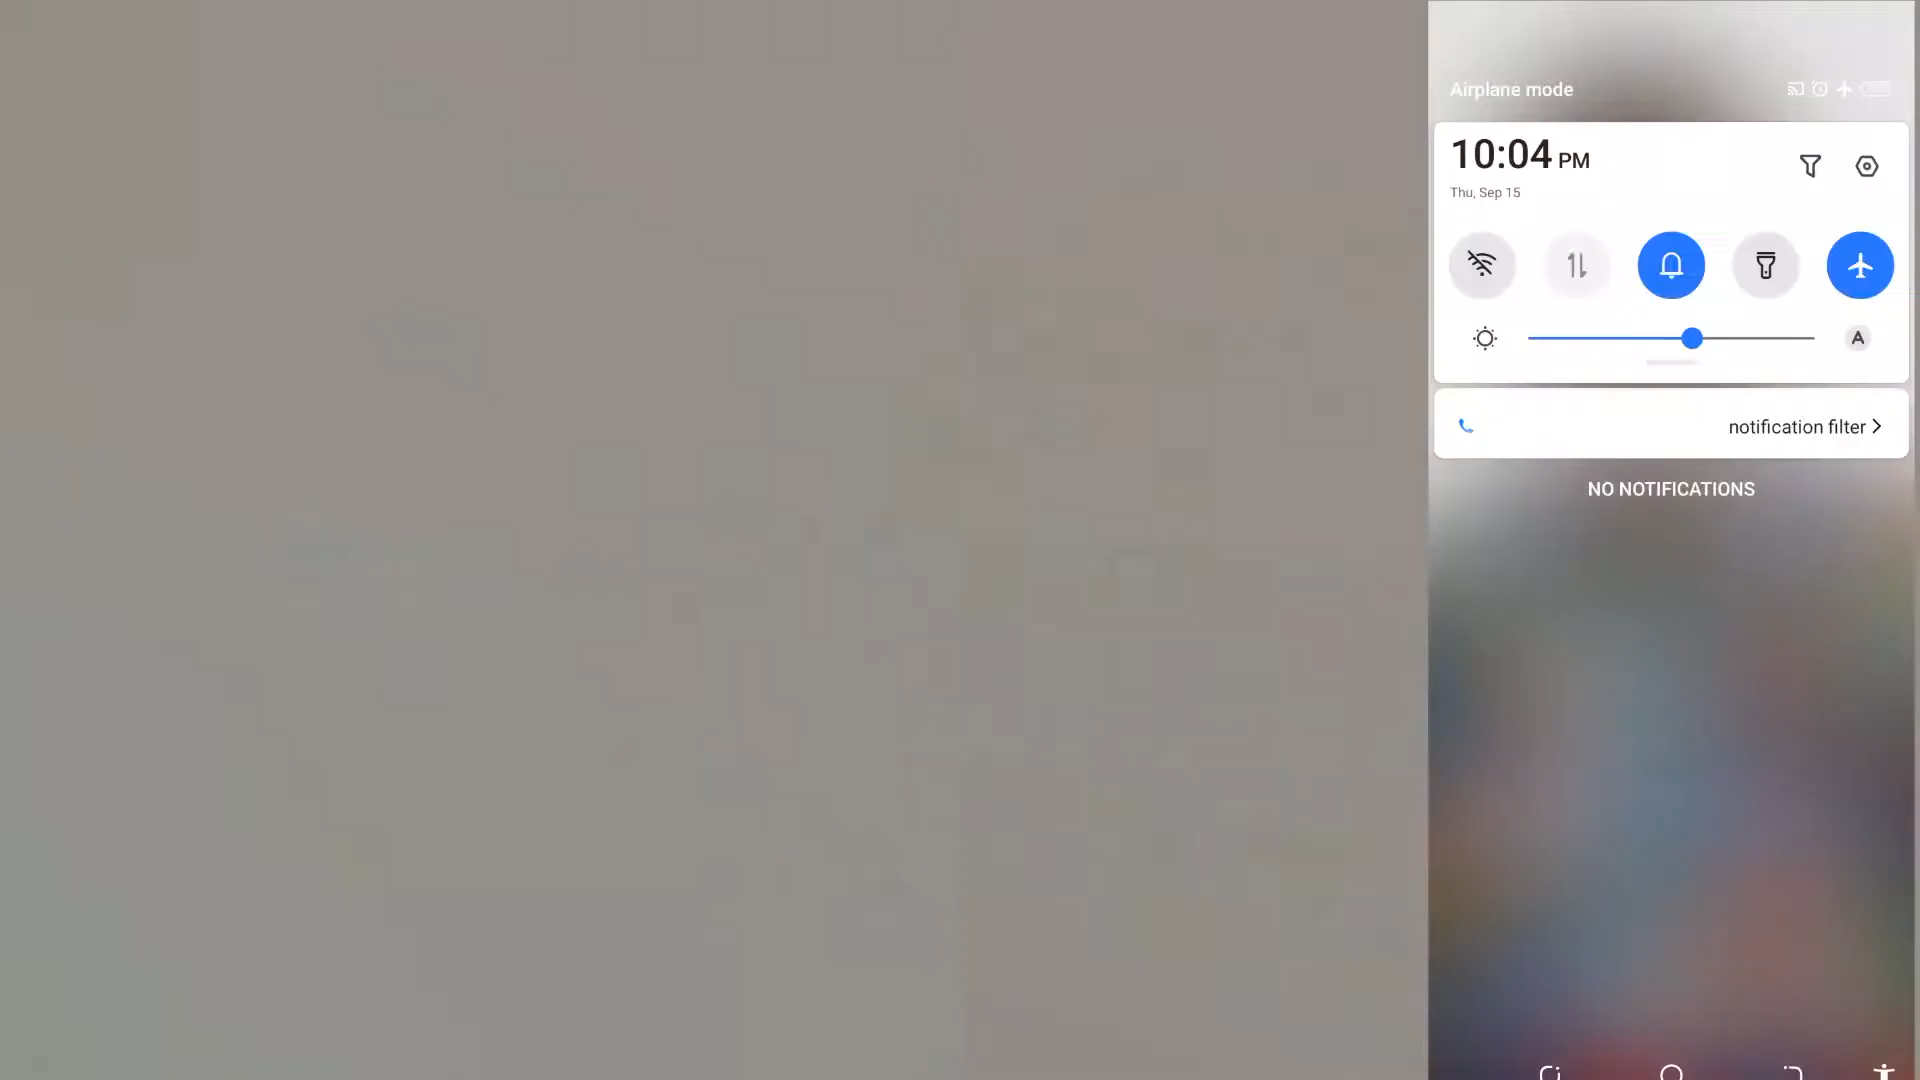 Airplane mode
10:04 PM
Thu, Sep 15
A
notification filter
NO NOTIFICATIONS